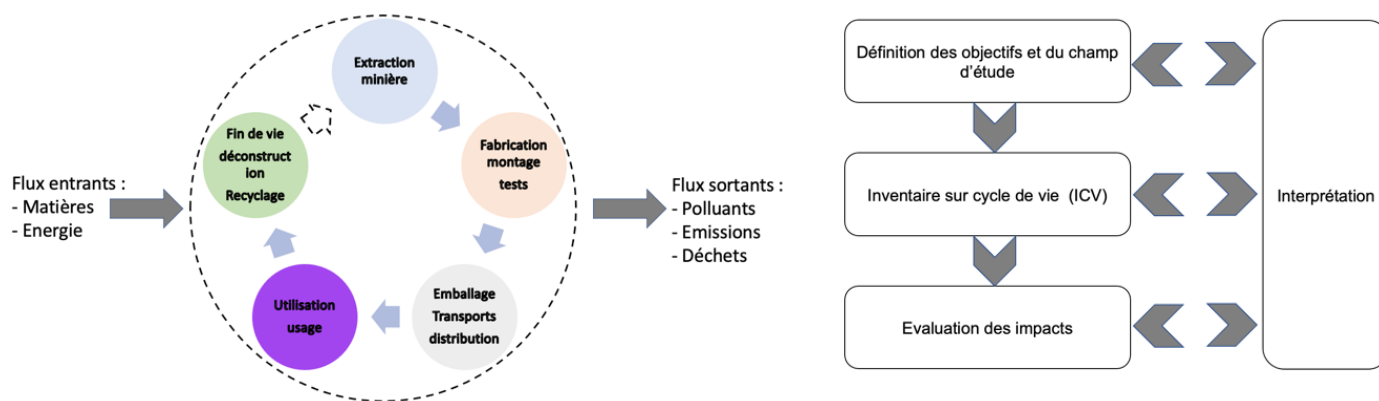 Flux entrants :
- Matières
- Energie
Extraction
minière
Fabrication
montage
tests
Emballage
Transports
distribution
Utilisation
usage
Fin de vie
déconstruct
ion
Recyclage
Flux sortants :
- Polluants
- Emissions
- Déchets
Définition des objectifs et du champ
d’étude
Inventaire sur cycle de vie (ICV)
Evaluation des impacts
Interprétation